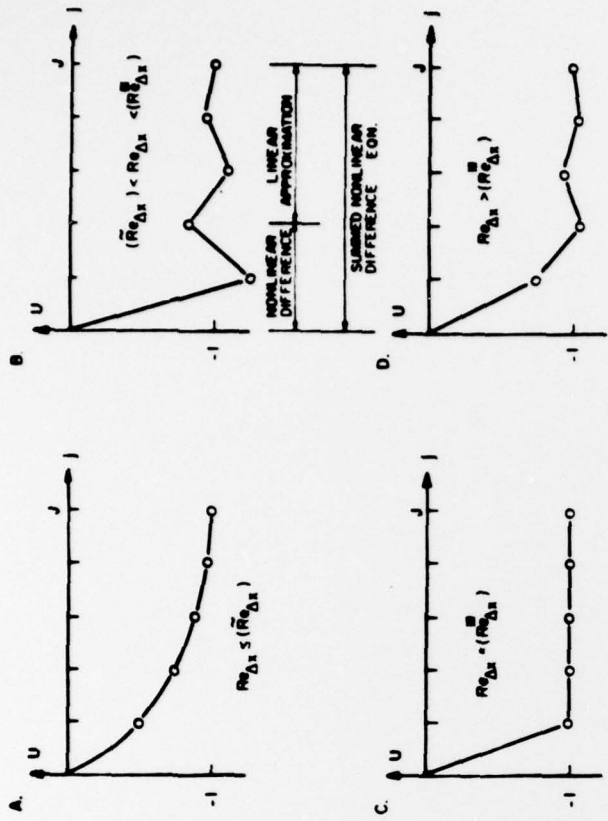 A.
U
J
j
-1
Re_Δx ≤ (R̃e_Δx)
B.
U
J
j
-1
(R̃e_Δx) < Re_Δx < (Re_Δx)
NONLINEAR
DIFFERENCE
LINEAR
APPROXIMATION
SUMMED NONLINEAR
DIFFERENCE EQN.
C.
U
J
j
-1
Re_Δx = (Re_Δx)
D.
U
J
j
-1
Re_Δx > (Re_Δx)